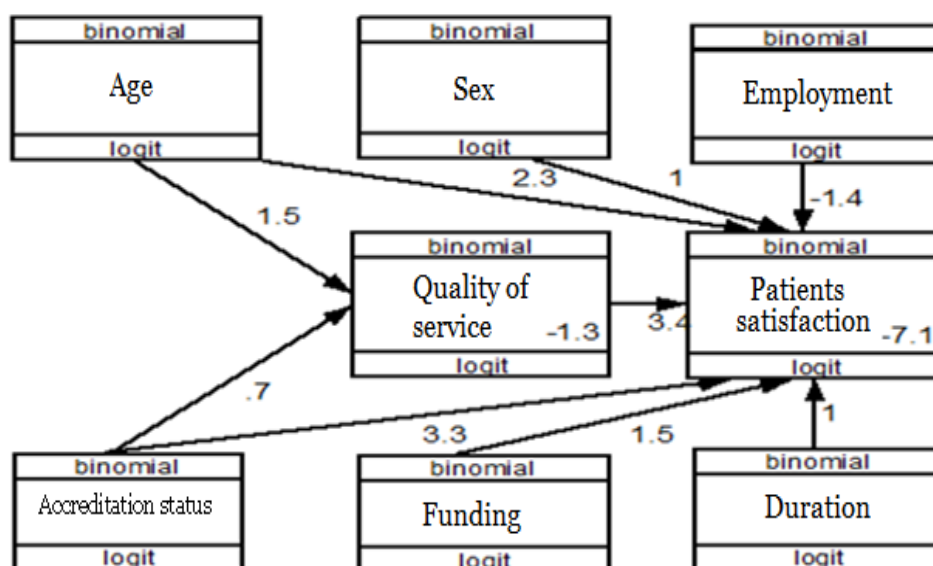 binomial
Age
logit
binomial
Sex
logit
binomial
Employment
logit
2.3
1
-1.4
1.5
binomial
Quality of
service
-1.3
logit
3.4
binomial
Patients
satisfaction
-7.1
logit
.7
3.3
1.5
1
binomial
Accreditation status
logit
binomial
Funding
logit
binomial
Duration
logit